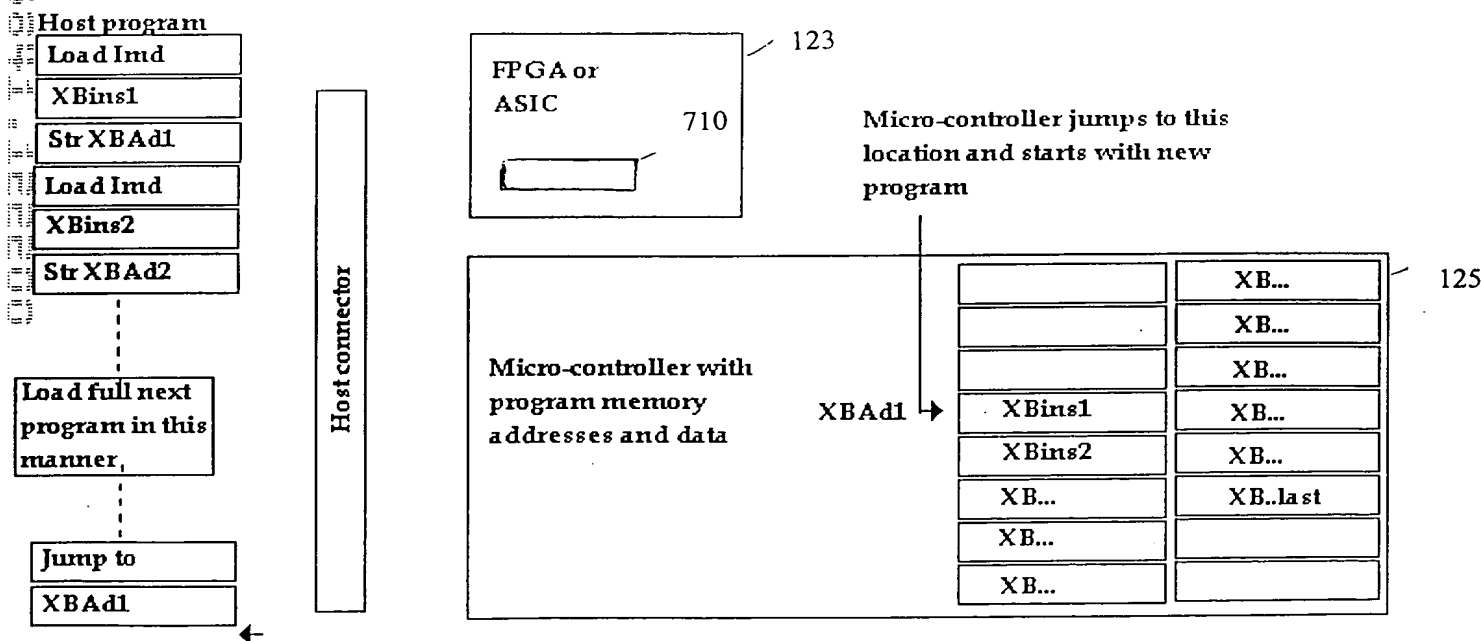 Host program
Load Imd
XBins1
Str XBAd1
Load Imd
XBins2
Str XBAd2
Load full next
program in this
manner
Jump to
XBAd1
Host connector
FPGA or
ASIC
710
123
Micro-controller jumps to this
location and starts with new
program
Micro-controller with
program memory
addresses and data
XBAd1
XBins1
XBins2
XB...
XB...
XB...
XB...
XB...
XB...
XB...
XB...
XB..last
125